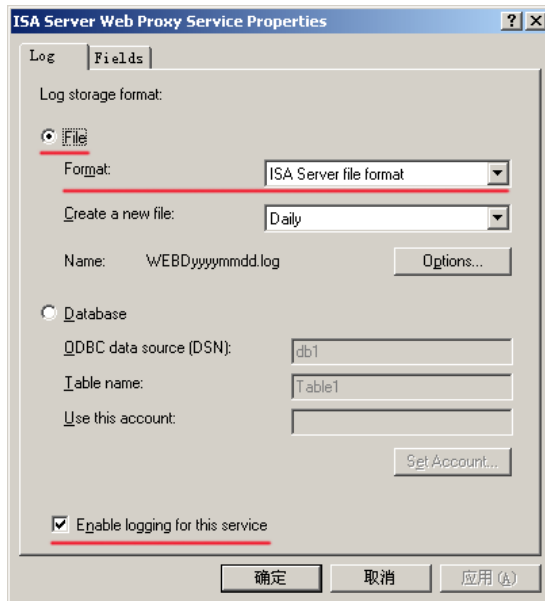 ISA Server Web Proxy Service Properties
Log Fields
Log storage format:
File
Format: ISA Server file format
Create a new file: Daily
Name: WEBDyyyymmdd.log Options...
Database
ODBC data source (DSN): db1
Table name: Table1
Use this account:
Set Account...
Enable logging for this service
确定 取消 应用(A)